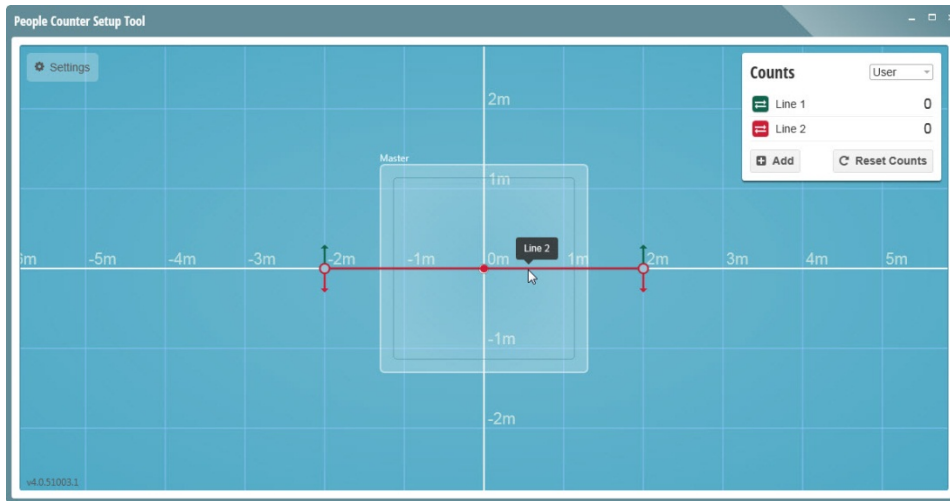 People Counter Setup Tool
Settings
Counts
User
Line 1 0
Line 2 0
Add
Reset Counts
2m
Master
1m
Line 2
-5m -4m -3m -2m -1m 0m 1m 2m 3m 4m 5m
-1m
-2m
v4.0.51003.1